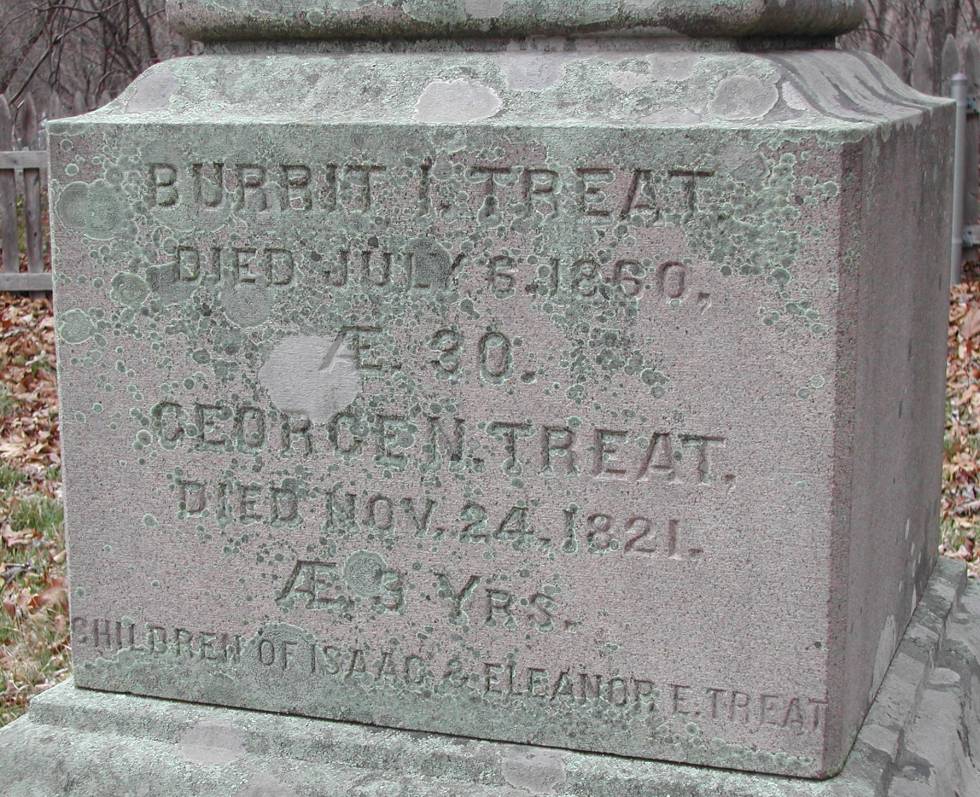 BURRIT I. TREAT.
DIED JULY 6. 1860.,
Æ. 30.
GEORGE N. TREAT.
DIED NOV. 24. 1821.
Æ. 3 YRS.
CHILDREN OF ISAAC & ELEANOR E. TREAT